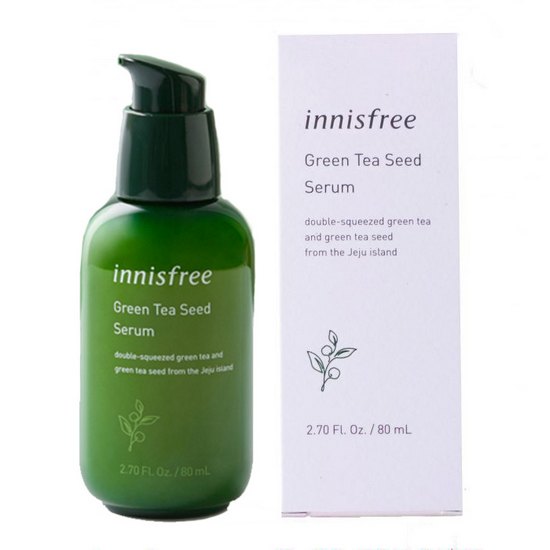 innisfree
Green Tea Seed
Serum
double-squeezed green tea and
green tea seed from the Jeju island
2.70 Fl. Oz. / 80 mL
innisfree
Green Tea Seed
Serum
double-squeezed green tea
and green tea seed
from the Jeju island
2.70 Fl. Oz. / 80 mL